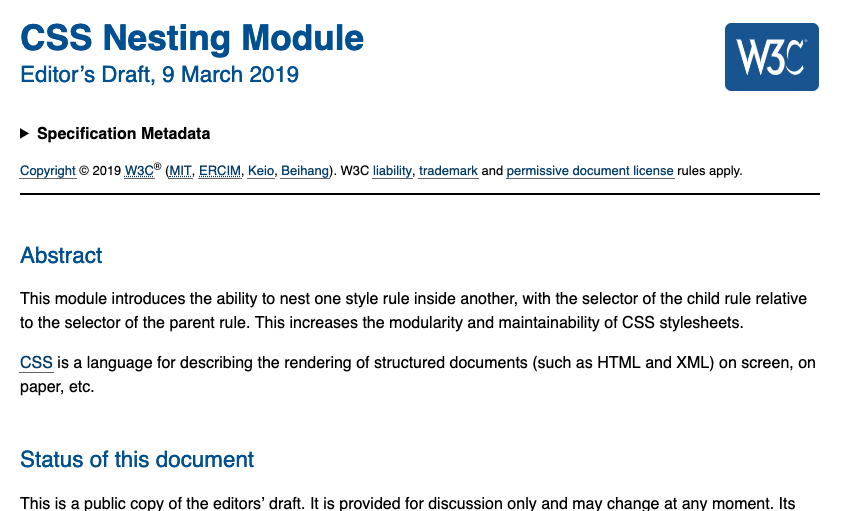 CSS Nesting Module
W3C
Editor’s Draft, 9 March 2019
▶ Specification Metadata
Copyright © 2019 W3C® (MIT, ERCIM, Keio, Beihang). W3C liability, trademark and permissive document license rules apply.
Abstract
This module introduces the ability to nest one style rule inside another, with the selector of the child rule relative
to the selector of the parent rule. This increases the modularity and maintainability of CSS stylesheets.
CSS is a language for describing the rendering of structured documents (such as HTML and XML) on screen, on
paper, etc.
Status of this document
This is a public copy of the editors’ draft. It is provided for discussion only and may change at any moment. Its